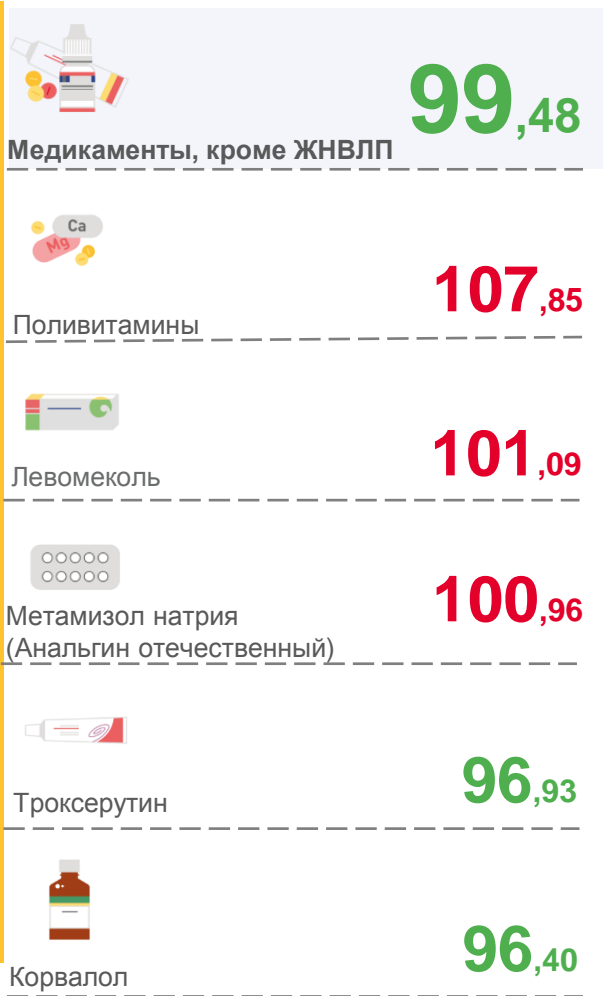 99,48
Медикаменты, кроме ЖНВЛП
Ca
Mg
107,85
Поливитамины
101,09
Левомеколь
100,96
Метамизол натрия
(Анальгин отечественный)
96,93
Троксерутин
96,40
Корвалол